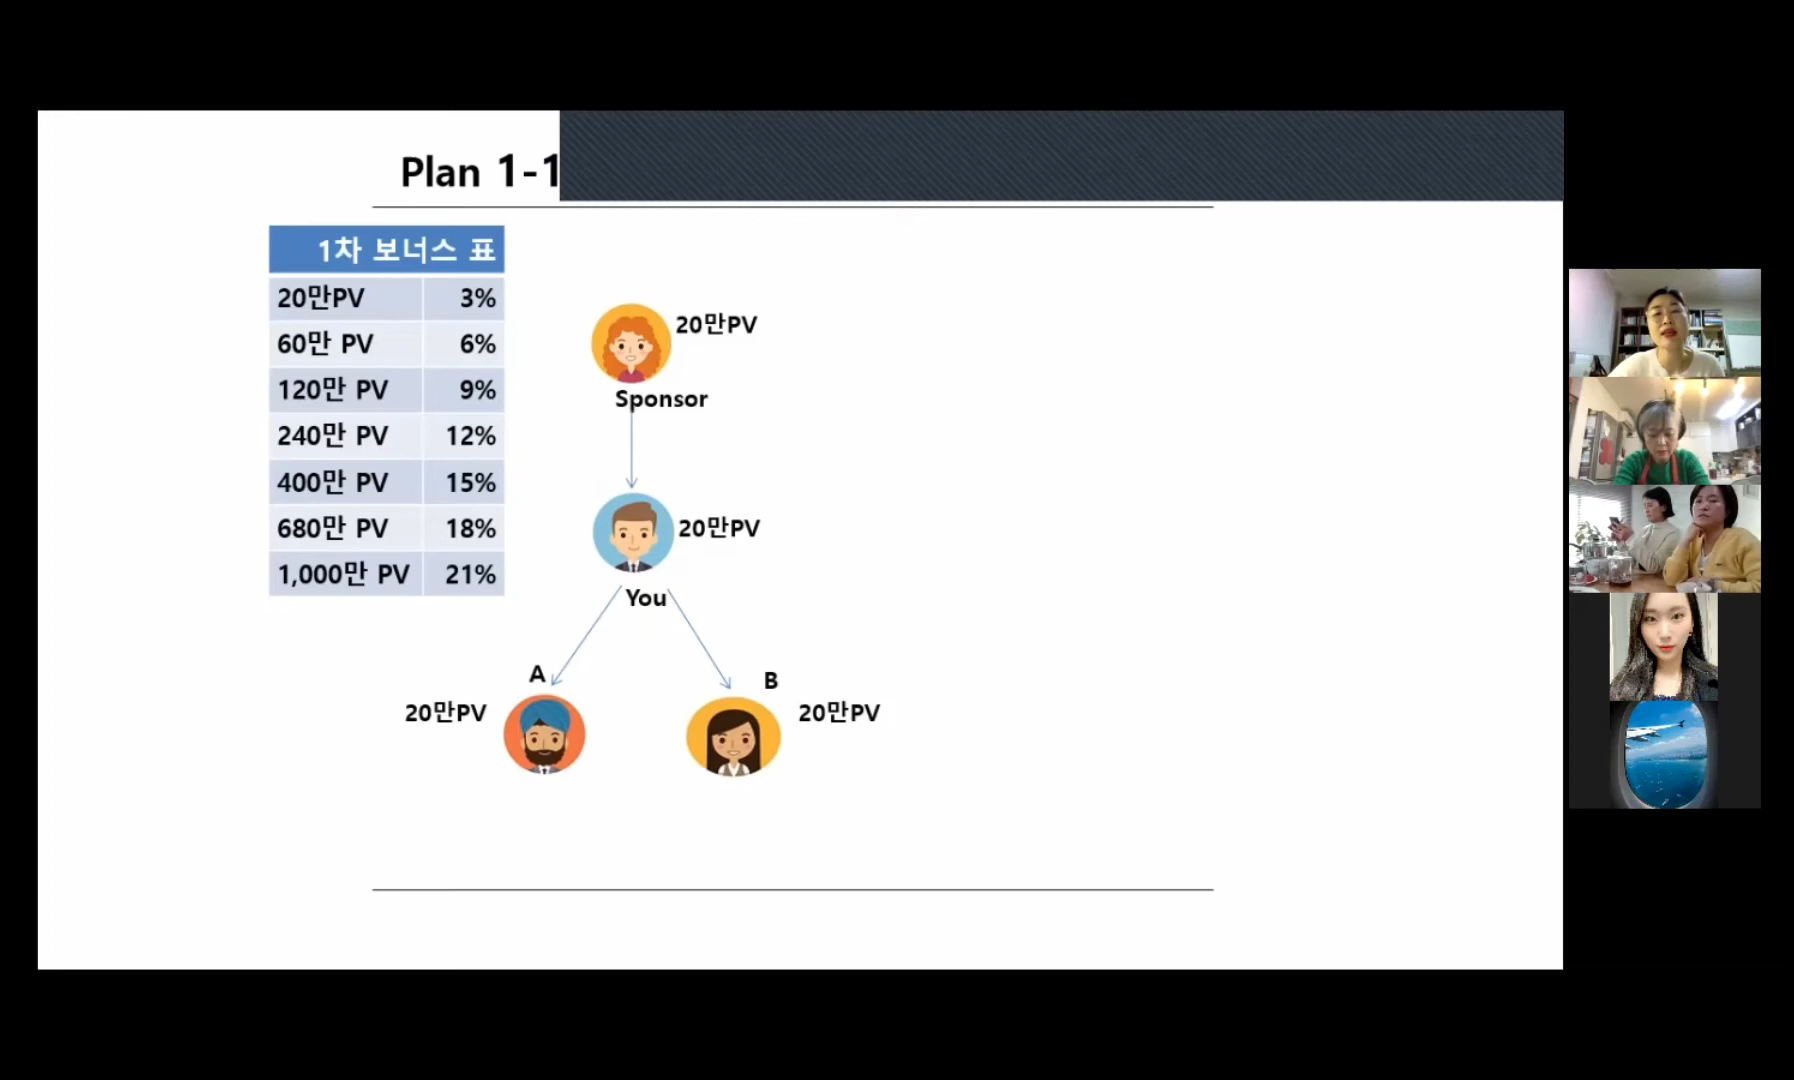 Plan 1-1
1차 보너스 표
20만PV 3%
60만 PV 6%
120만 PV 9%
240만 PV 12%
400만 PV 15%
680만 PV 18%
1,000만 PV 21%
20만PV
Sponsor
20만PV
You
A
B
20만PV
20만PV